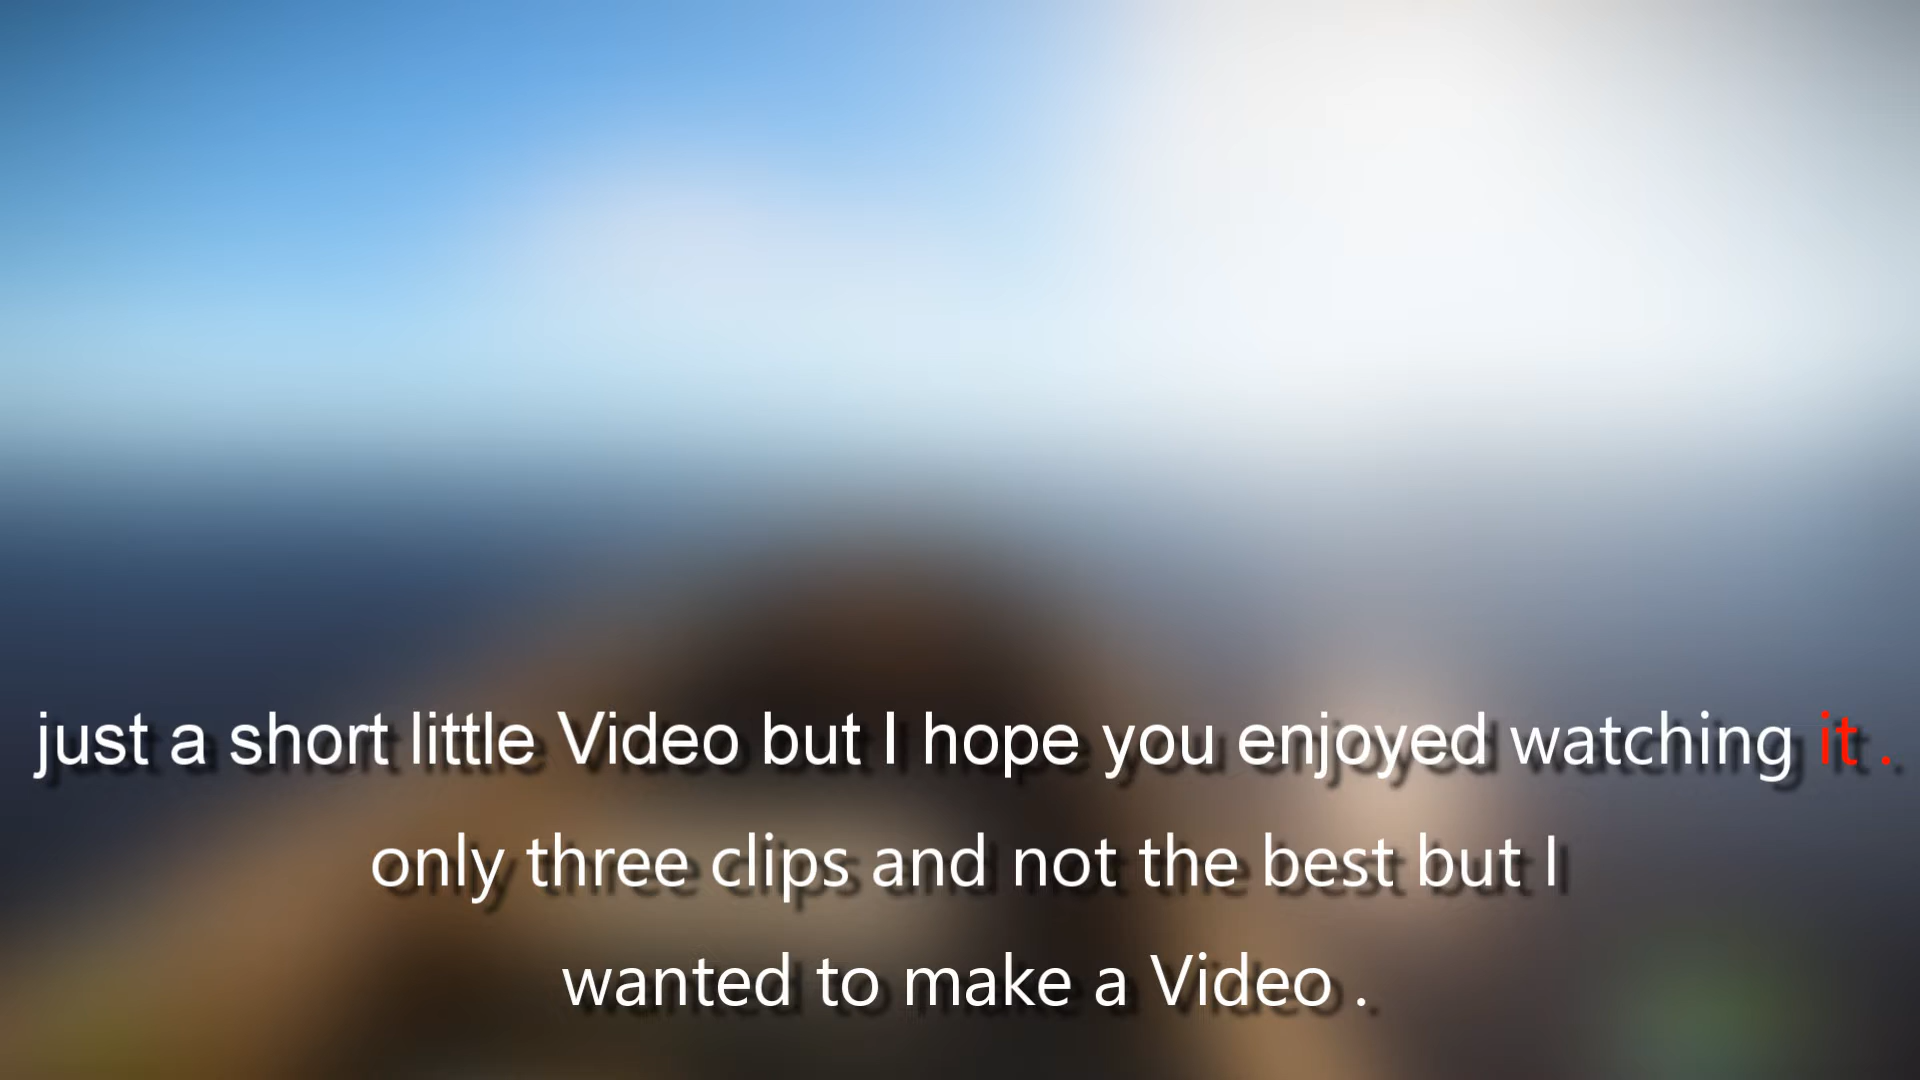 just a short little Video but I hope you enjoyed watching it .
only three clips and not the best but I
wanted to make a Video .